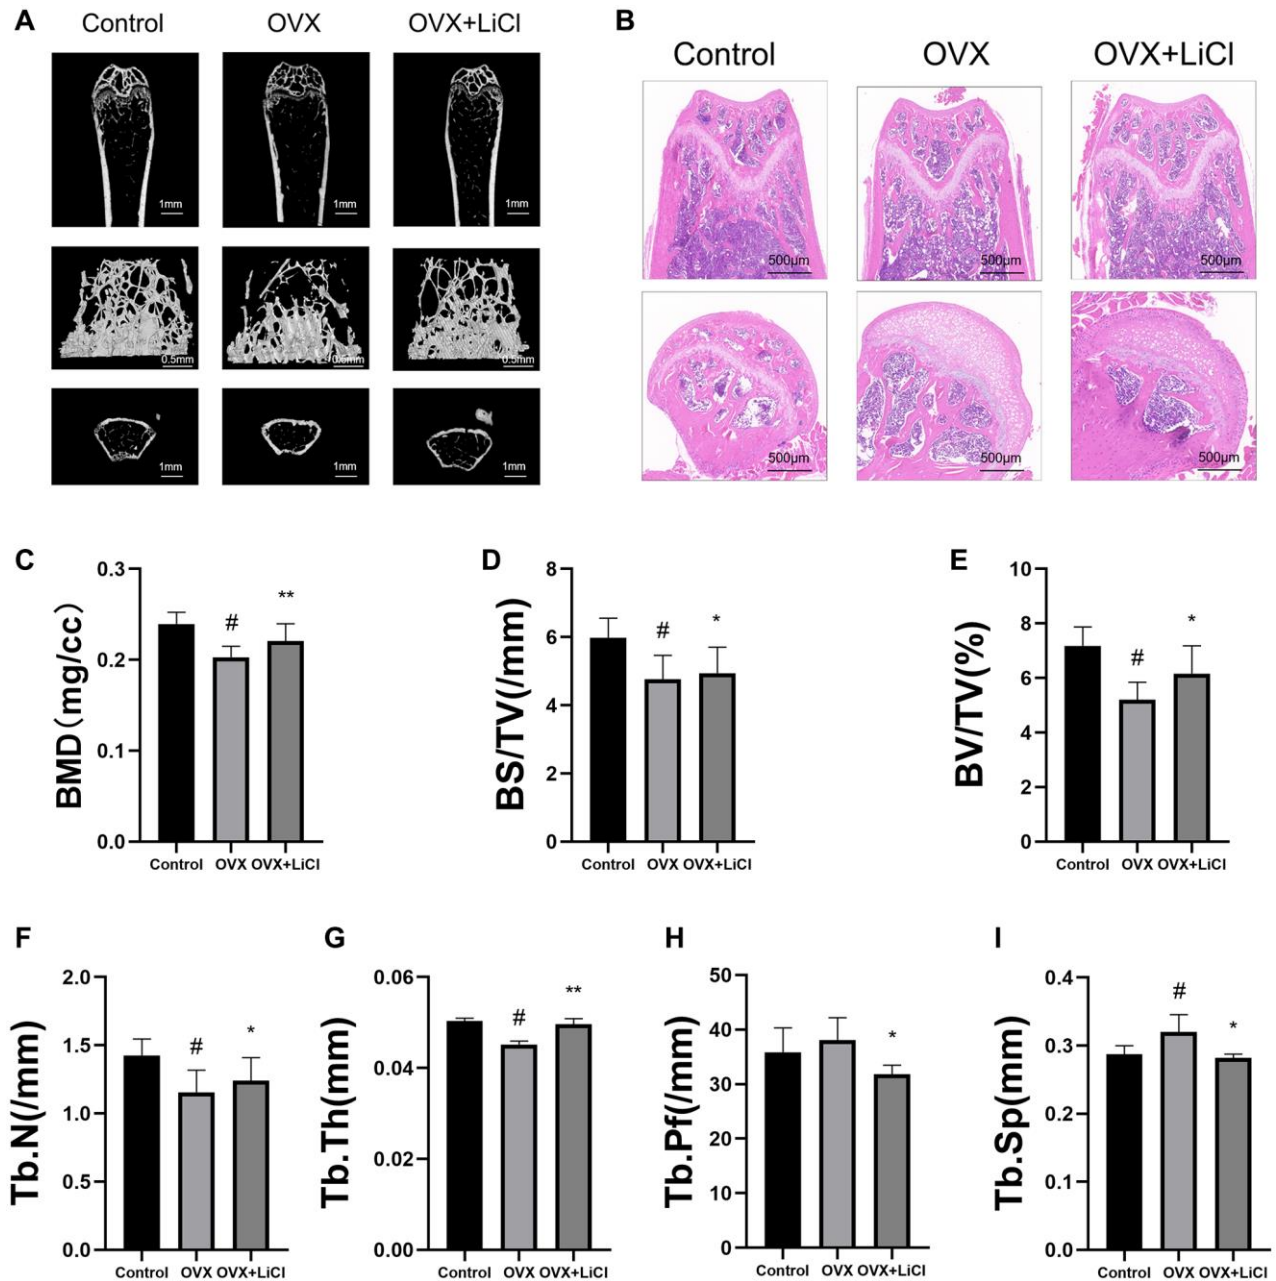 A
Control OVX OVX+LiCl
1mm 1mm 1mm
0.5mm 0.5mm 0.5mm
1mm 1mm 1mm
B
Control OVX OVX+LiCl
500μm 500μm 500μm
500μm 500μm 500μm
C
BMD（mg/cc）
0.3
0.2
0.1
0.0
# **
Control OVX OVX+LiCl
D
BS/TV(/mm)
8
6
4
2
0
# *
Control OVX OVX+LiCl
E
BV/TV(%)
10
8
6
4
2
0
# *
Control OVX OVX+LiCl
F
Tb.N(/mm)
2.0
1.5
1.0
0.5
0.0
# *
Control OVX OVX+LiCl
G
Tb.Th(mm)
0.06
0.04
0.02
0.00
# **
Control OVX OVX+LiCl
H
Tb.Pf(/mm)
50
40
30
20
10
0
*
Control OVX OVX+LiCl
I
Tb.Sp(mm)
0.4
0.3
0.2
0.1
0.0
# *
Control OVX OVX+LiCl